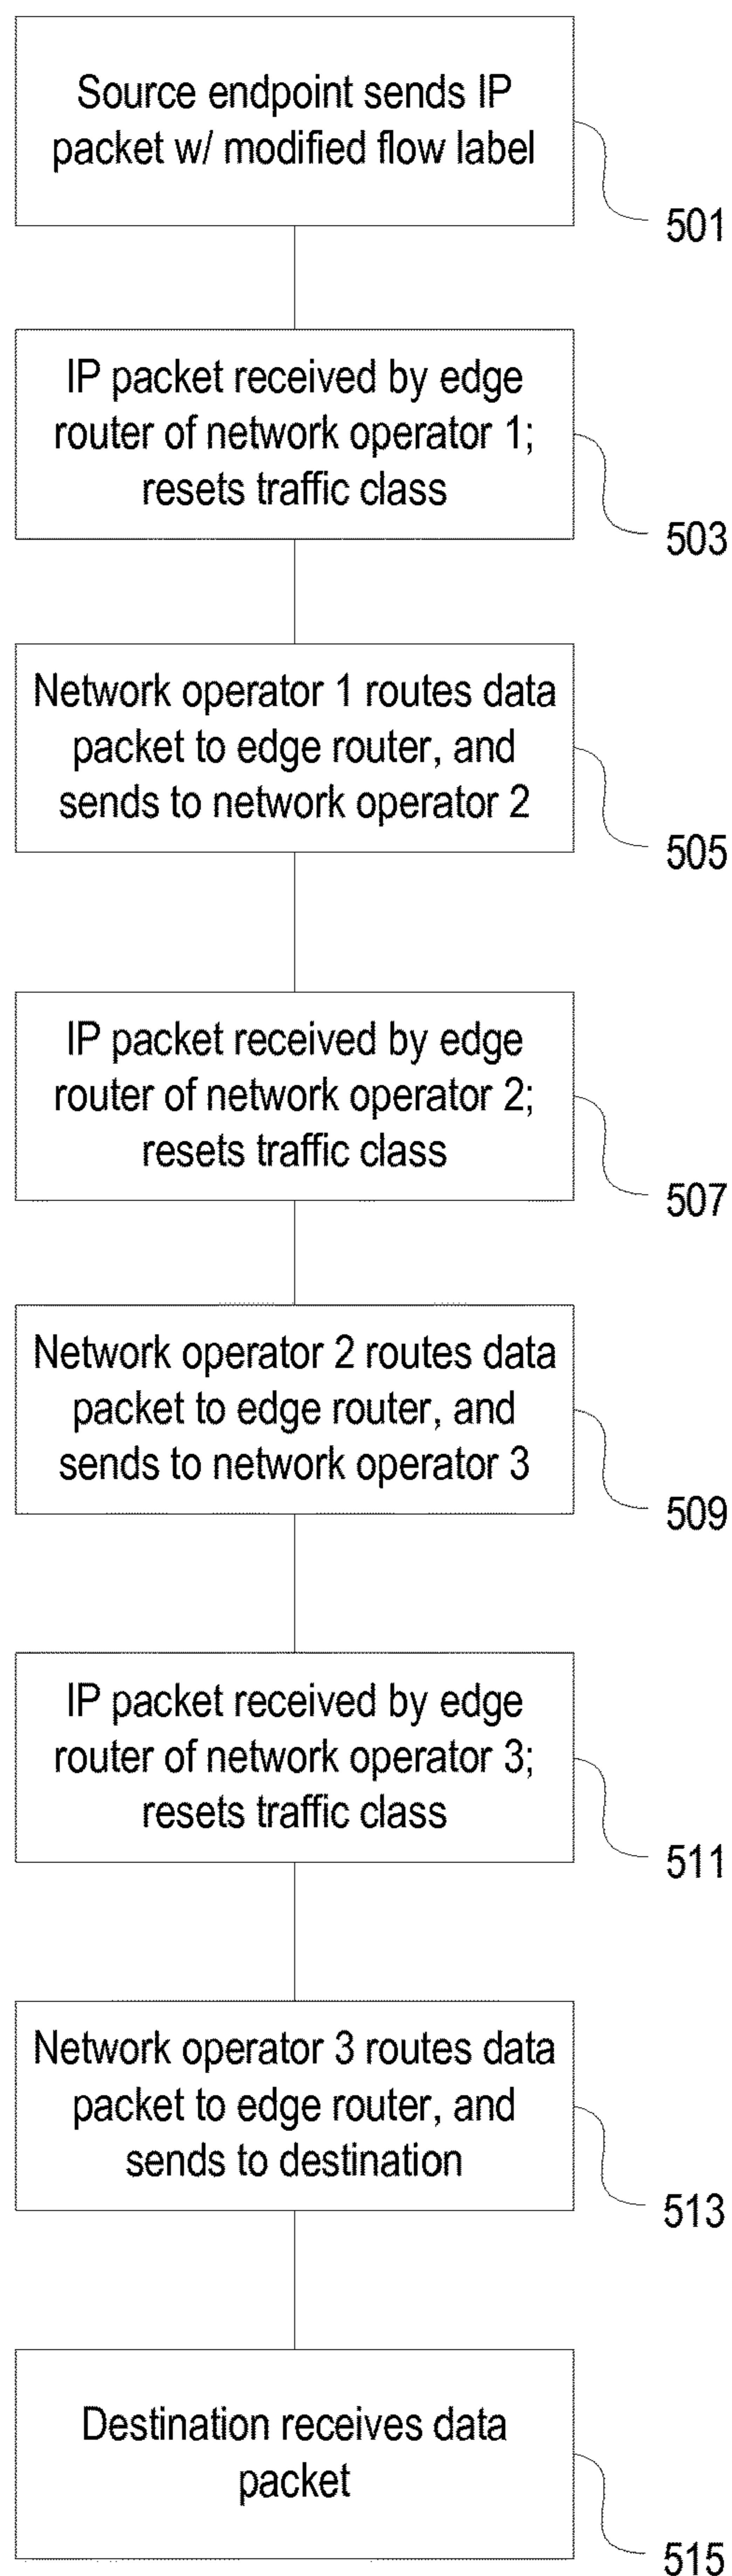 Source endpoint sends IP
packet w/ modified flow label
501
IP packet received by edge
router of network operator 1;
resets traffic class
503
Network operator 1 routes data
packet to edge router, and
sends to network operator 2
505
IP packet received by edge
router of network operator 2;
resets traffic class
507
Network operator 2 routes data
packet to edge router, and
sends to network operator 3
509
IP packet received by edge
router of network operator 3;
resets traffic class
511
Network operator 3 routes data
packet to edge router, and
sends to destination
513
Destination receives data
packet
515